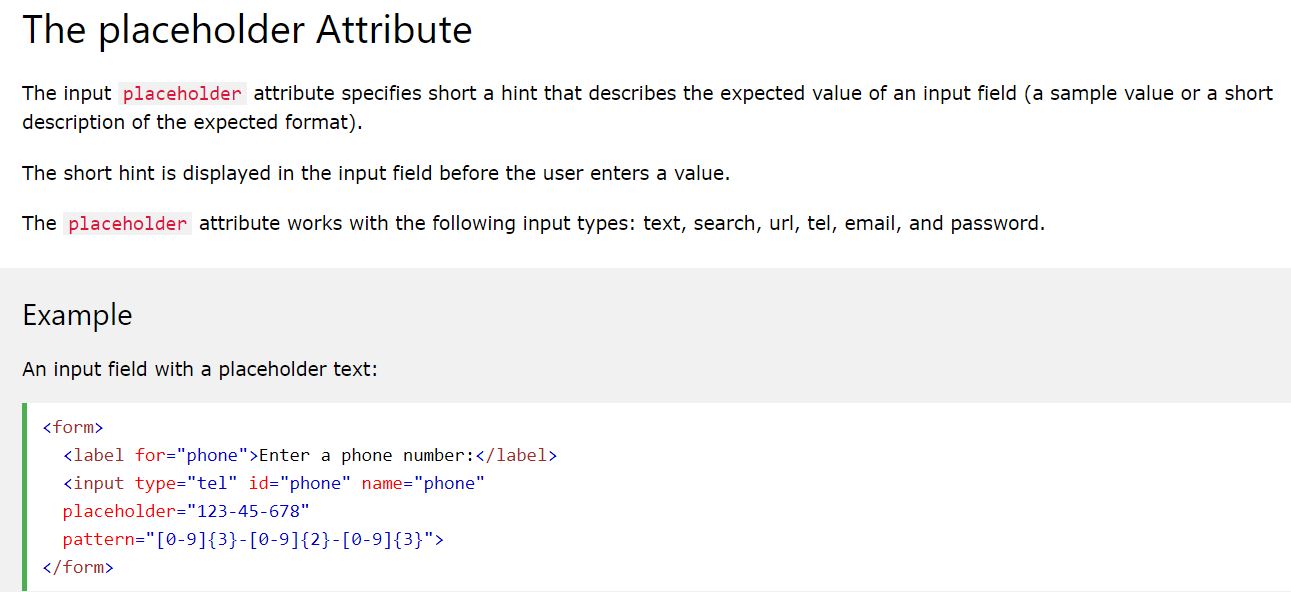 The placeholder Attribute
The input placeholder attribute specifies short a hint that describes the expected value of an input field (a sample value or a short
description of the expected format).
The short hint is displayed in the input field before the user enters a value.
The placeholder attribute works with the following input types: text, search, url, tel, email, and password.
Example
An input field with a placeholder text:
<form>
  <label for="phone">Enter a phone number:</label>
  <input type="tel" id="phone" name="phone"
  placeholder="123-45-678"
  pattern="[0-9]{3}-[0-9]{2}-[0-9]{3}">
</form>